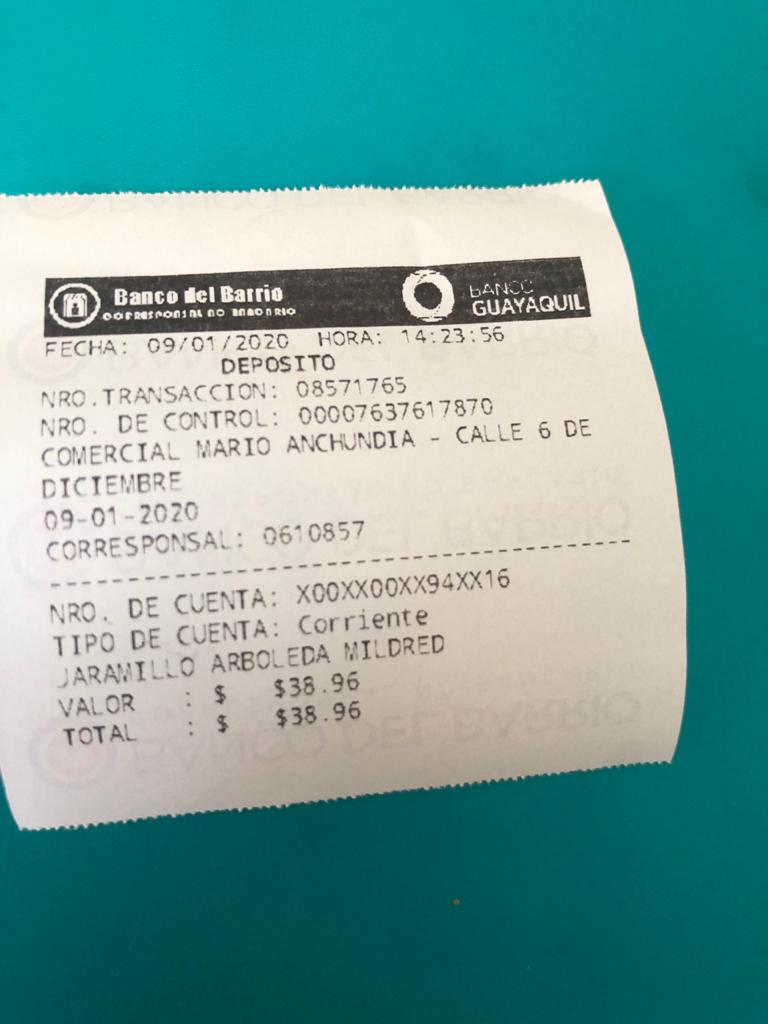 Banco del Barrio
CORRESPONSAL NO BANCARIO
BANCO
GUAYAQUIL
FECHA: 09/01/2020 HORA: 14:23:56
DEPOSITO
NRO.TRANSACCION: 08571765
NRO. DE CONTROL: 00007637617870
COMERCIAL MARIO ANCHUNDIA - CALLE 6 DE
DICIEMBRE
09-01-2020
CORRESPONSAL: 0610857
NRO. DE CUENTA: X00XX00XX94XX16
TIPO DE CUENTA: Corriente
JARAMILLO ARBOLEDA MILDRED
VALOR : $ $38.96
TOTAL : $ $38.96